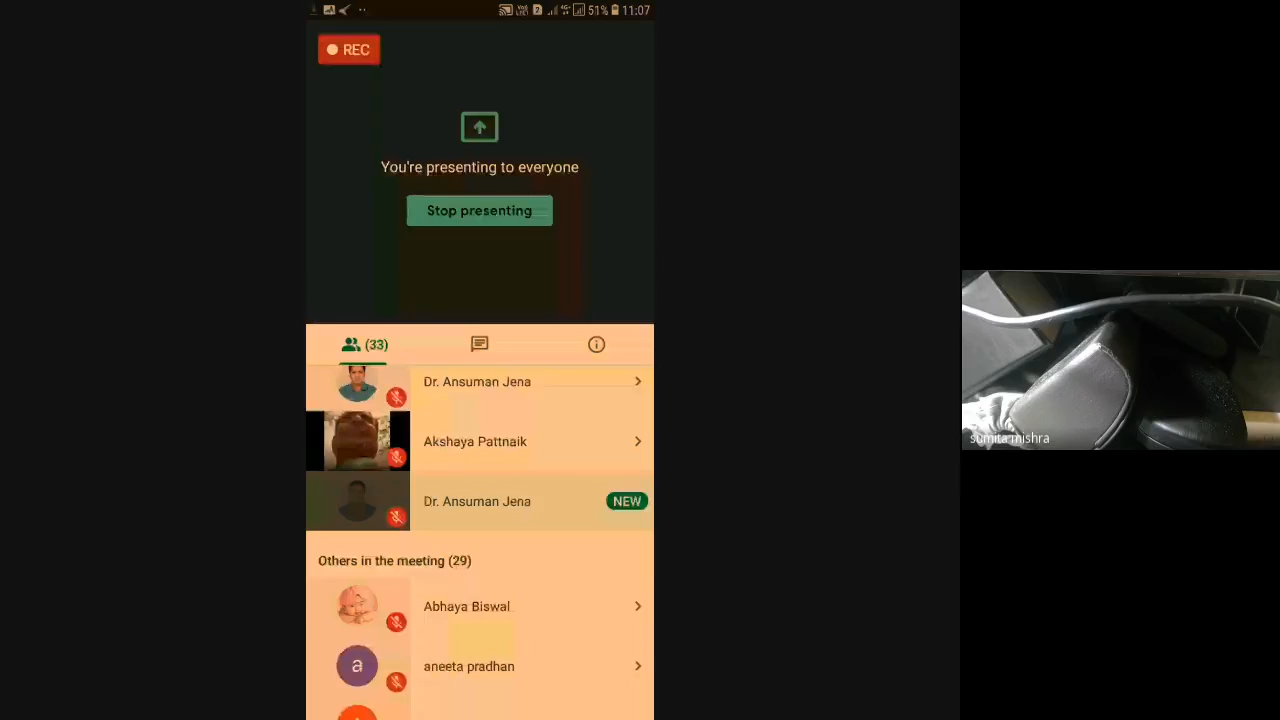 51% 11:07
REC
You're presenting to everyone
Stop presenting
(33)
Dr. Ansuman Jena
Akshaya Pattnaik
Dr. Ansuman Jena
NEW
Others in the meeting (29)
Abhaya Biswal
a
aneeta pradhan
sumita mishra